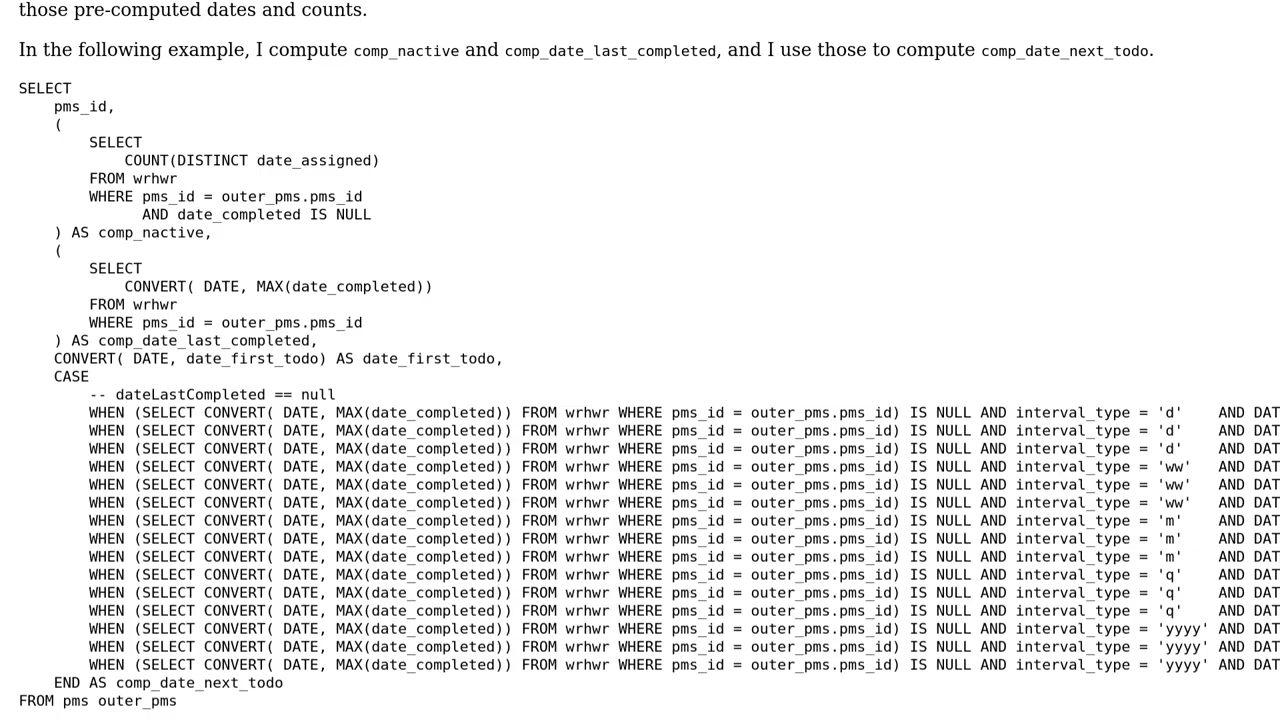 those pre-computed dates and counts.
In the following example, I compute comp_nactive and comp_date_last_completed, and I use those to compute comp_date_next_todo.
SELECT
    pms_id,
    (
        SELECT
            COUNT(DISTINCT date_assigned)
        FROM wrhwr
        WHERE pms_id = outer_pms.pms_id
              AND date_completed IS NULL
    ) AS comp_nactive,
    (
        SELECT
            CONVERT( DATE, MAX(date_completed))
        FROM wrhwr
        WHERE pms_id = outer_pms.pms_id
    ) AS comp_date_last_completed,
    CONVERT( DATE, date_first_todo) AS date_first_todo,
    CASE
        -- dateLastCompleted == null
        WHEN (SELECT CONVERT( DATE, MAX(date_completed)) FROM wrhwr WHERE pms_id = outer_pms.pms_id) IS NULL AND interval_type = 'd'    AND DAT
        WHEN (SELECT CONVERT( DATE, MAX(date_completed)) FROM wrhwr WHERE pms_id = outer_pms.pms_id) IS NULL AND interval_type = 'd'    AND DAT
        WHEN (SELECT CONVERT( DATE, MAX(date_completed)) FROM wrhwr WHERE pms_id = outer_pms.pms_id) IS NULL AND interval_type = 'd'    AND DAT
        WHEN (SELECT CONVERT( DATE, MAX(date_completed)) FROM wrhwr WHERE pms_id = outer_pms.pms_id) IS NULL AND interval_type = 'ww'   AND DAT
        WHEN (SELECT CONVERT( DATE, MAX(date_completed)) FROM wrhwr WHERE pms_id = outer_pms.pms_id) IS NULL AND interval_type = 'ww'   AND DAT
        WHEN (SELECT CONVERT( DATE, MAX(date_completed)) FROM wrhwr WHERE pms_id = outer_pms.pms_id) IS NULL AND interval_type = 'ww'   AND DAT
        WHEN (SELECT CONVERT( DATE, MAX(date_completed)) FROM wrhwr WHERE pms_id = outer_pms.pms_id) IS NULL AND interval_type = 'm'    AND DAT
        WHEN (SELECT CONVERT( DATE, MAX(date_completed)) FROM wrhwr WHERE pms_id = outer_pms.pms_id) IS NULL AND interval_type = 'm'    AND DAT
        WHEN (SELECT CONVERT( DATE, MAX(date_completed)) FROM wrhwr WHERE pms_id = outer_pms.pms_id) IS NULL AND interval_type = 'm'    AND DAT
        WHEN (SELECT CONVERT( DATE, MAX(date_completed)) FROM wrhwr WHERE pms_id = outer_pms.pms_id) IS NULL AND interval_type = 'q'    AND DAT
        WHEN (SELECT CONVERT( DATE, MAX(date_completed)) FROM wrhwr WHERE pms_id = outer_pms.pms_id) IS NULL AND interval_type = 'q'    AND DAT
        WHEN (SELECT CONVERT( DATE, MAX(date_completed)) FROM wrhwr WHERE pms_id = outer_pms.pms_id) IS NULL AND interval_type = 'q'    AND DAT
        WHEN (SELECT CONVERT( DATE, MAX(date_completed)) FROM wrhwr WHERE pms_id = outer_pms.pms_id) IS NULL AND interval_type = 'yyyy' AND DAT
        WHEN (SELECT CONVERT( DATE, MAX(date_completed)) FROM wrhwr WHERE pms_id = outer_pms.pms_id) IS NULL AND interval_type = 'yyyy' AND DAT
        WHEN (SELECT CONVERT( DATE, MAX(date_completed)) FROM wrhwr WHERE pms_id = outer_pms.pms_id) IS NULL AND interval_type = 'yyyy' AND DAT
    END AS comp_date_next_todo
FROM pms outer_pms